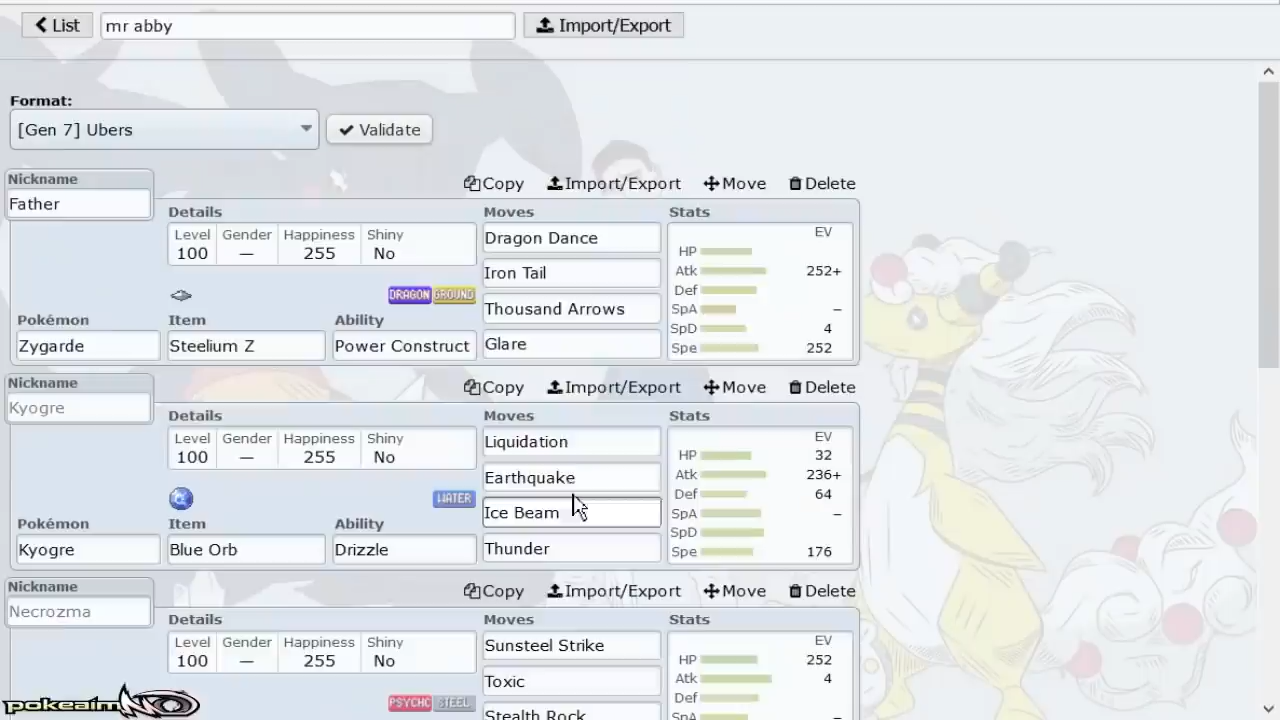 List
mr abby
Import/Export
Format:
[Gen 7] Ubers
Validate
Copy Import/Export Move Delete
Nickname
Father
Details
Level 100
Gender —
Happiness 255
Shiny No
DRAGON GROUND
Pokémon
Zygarde
Item
Steelium Z
Ability
Power Construct
Moves
Dragon Dance
Iron Tail
Thousand Arrows
Glare
Stats
EV
HP
Atk 252+
Def
SpA –
SpD 4
Spe 252
Copy Import/Export Move Delete
Nickname
Kyogre
Details
Level 100
Gender —
Happiness 255
Shiny No
WATER
Pokémon
Kyogre
Item
Blue Orb
Ability
Drizzle
Moves
Liquidation
Earthquake
Ice Beam
Thunder
Stats
EV
HP 32
Atk 236+
Def 64
SpA –
SpD
Spe 176
Copy Import/Export Move Delete
Nickname
Necrozma
Details
Level 100
Gender —
Happiness 255
Shiny No
PSYCHC STEEL
Moves
Sunsteel Strike
Toxic
Stealth Rock
Stats
EV
HP 252
Atk 4
Def
SpA –
pokeaimMD